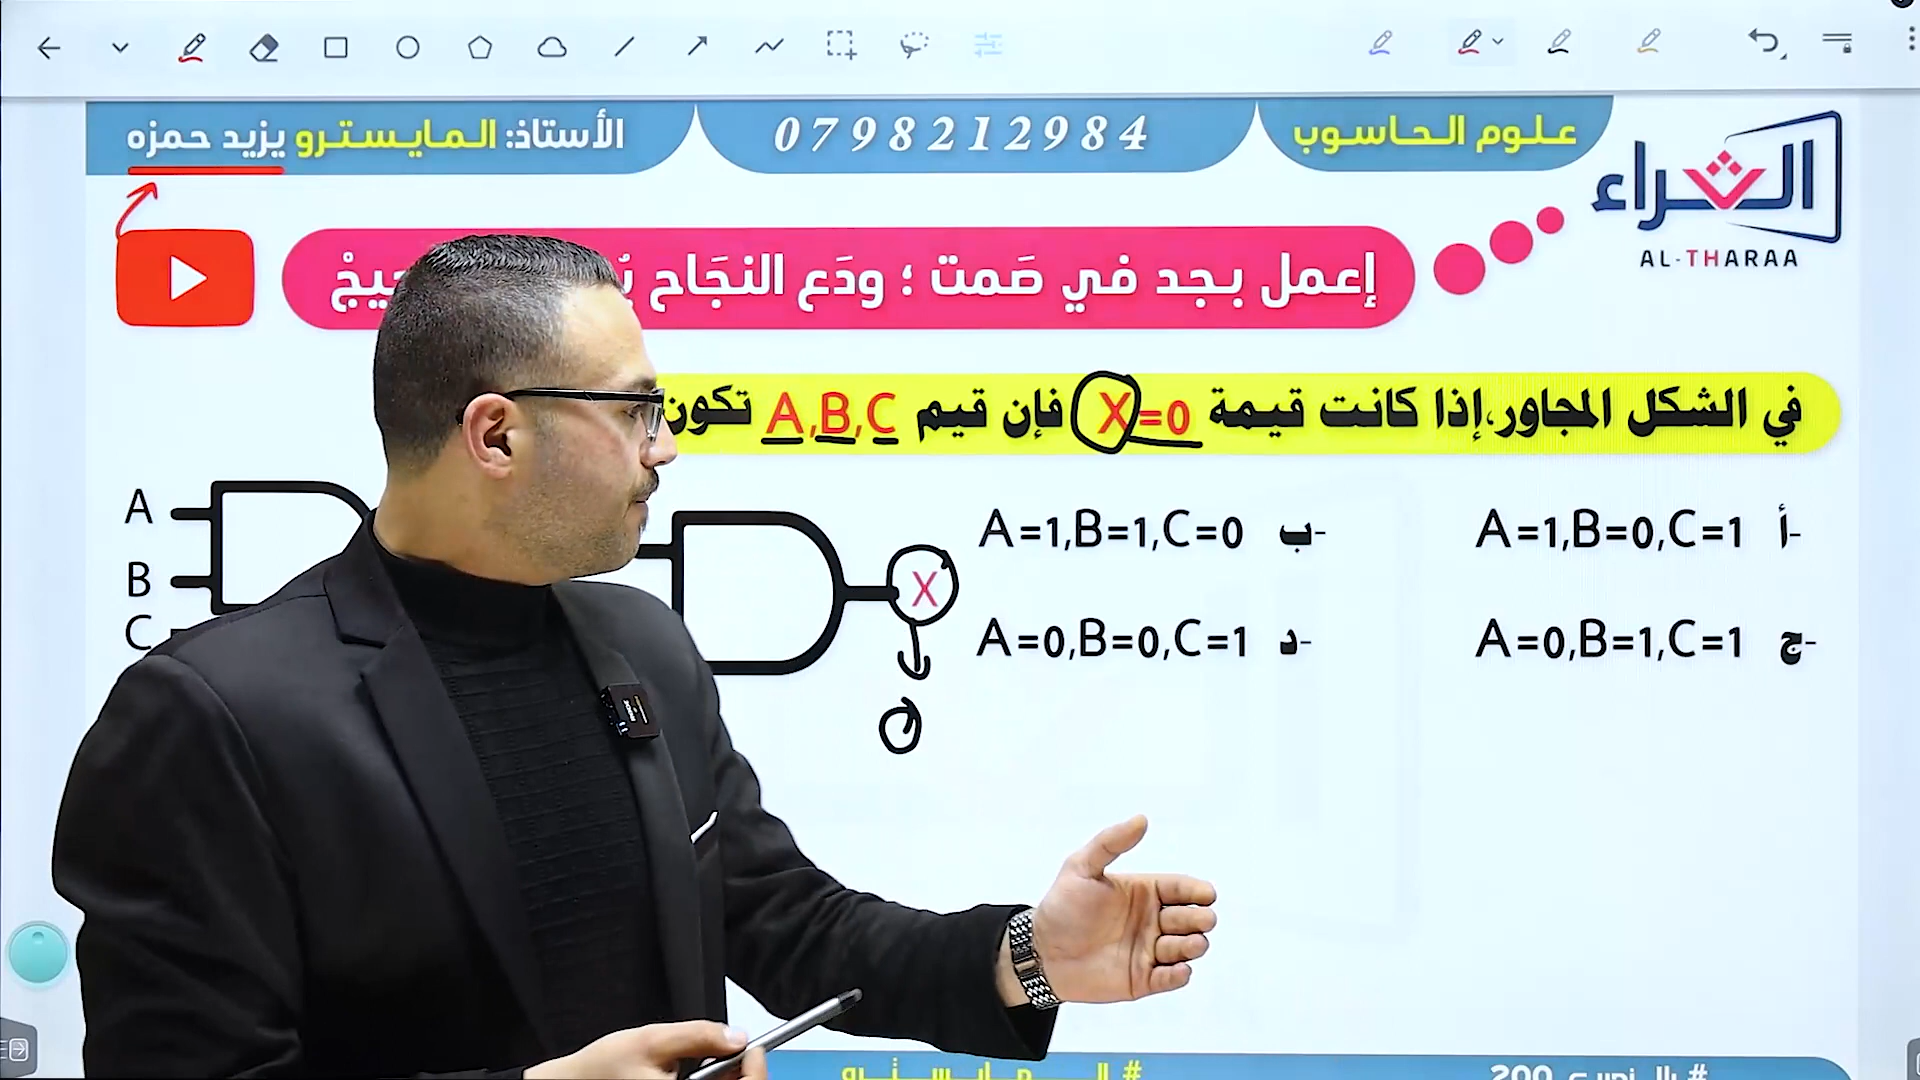 الأستاذ: المايسترو يزيد حمزه
0798212984
علوم الحاسوب
الثراء
AL-THARAA
إعمل بجد في صَمت ؛ ودَع النجَاح
في الشكل المجاور،إذا كانت قيمة X=0 فإن قيم A,B,C تكون
A
B
C
X
0
أ- A=1,B=0,C=1
ب- A=1,B=1,C=0
ج- A=0,B=1,C=1
د- A=0,B=0,C=1